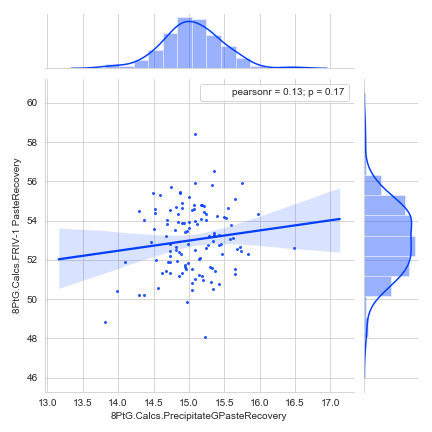 pearsonr = 0.13; p = 0.17
60
58
56
54
52
50
48
46
8PtG.Calcs.FRIV-1 PasteRecovery
13.0 13.5 14.0 14.5 15.0 15.5 16.0 16.5 17.0
8PtG.Calcs.PrecipitateGPasteRecovery